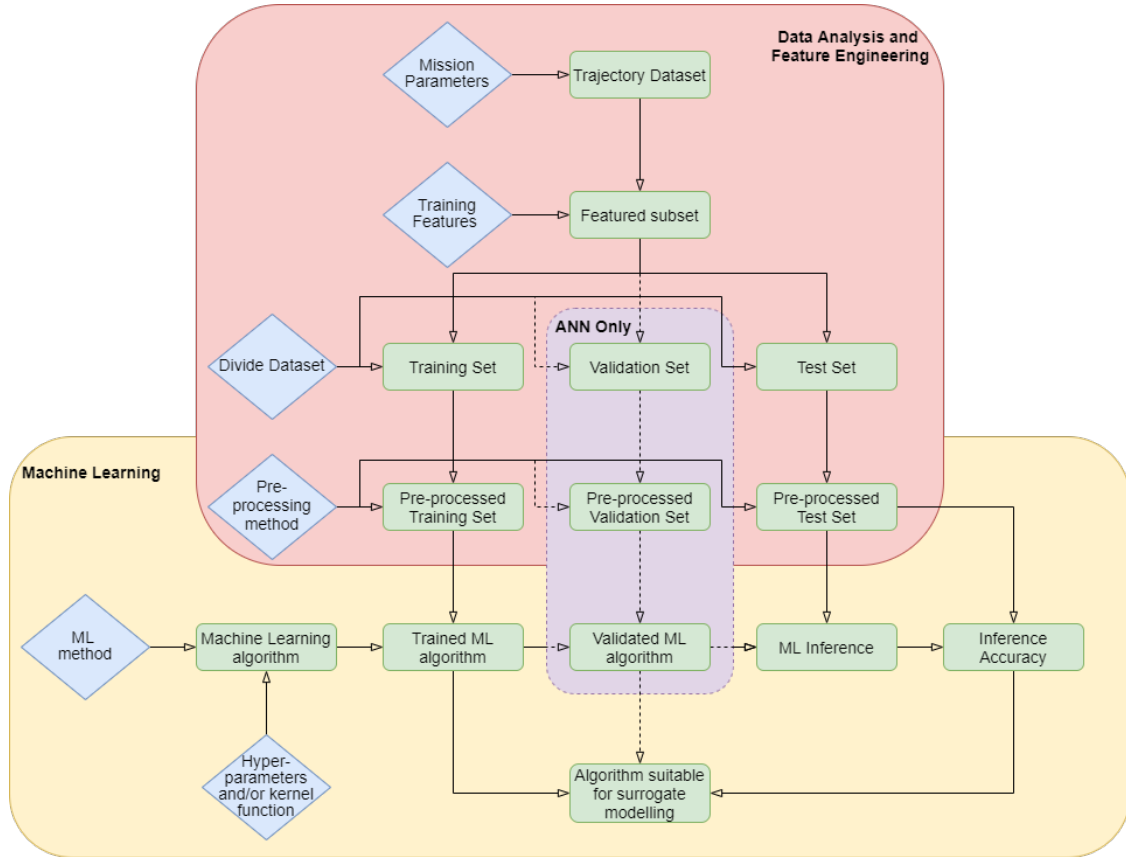 Data Analysis and
Feature Engineering
Mission
Parameters
Trajectory Dataset
Training
Features
Featured subset
ANN Only
Divide Dataset
Training Set
Validation Set
Test Set
Machine Learning
Pre-
processing
method
Pre-processed
Training Set
Pre-processed
Validation Set
Pre-processed
Test Set
ML
method
Machine Learning
algorithm
Trained ML
algorithm
Validated ML
algorithm
ML Inference
Inference
Accuracy
Hyper-
parameters
and/or kernel
function
Algorithm suitable
for surrogate
modelling